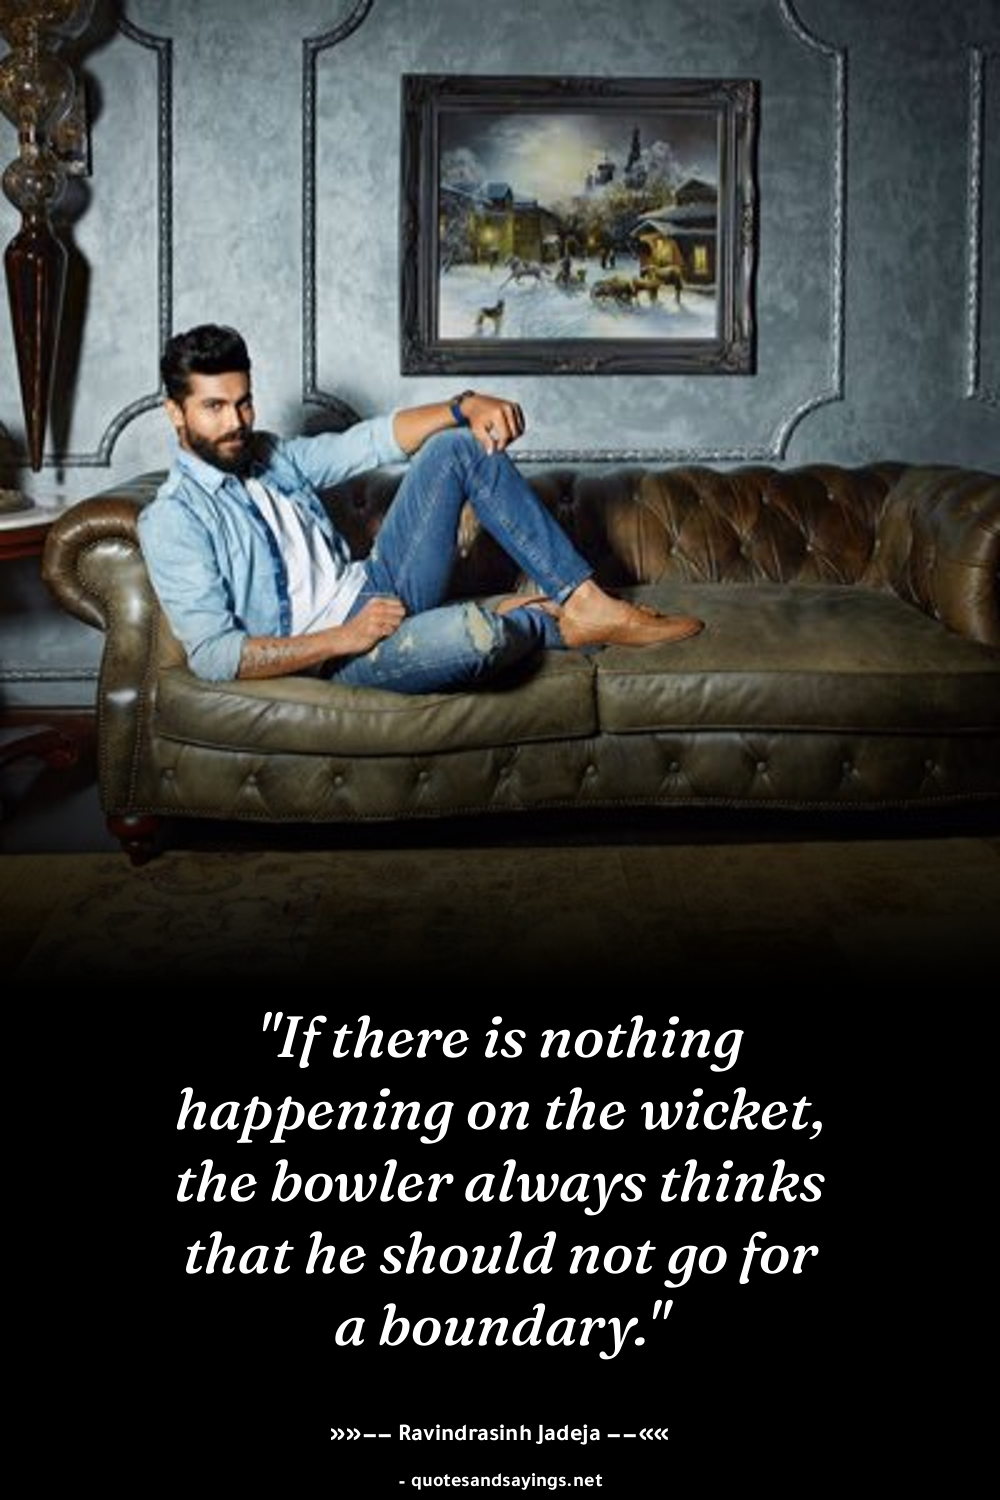 "If there is nothing
happening on the wicket,
the bowler always thinks
that he should not go for
a boundary."
»»−− Ravindrasinh Jadeja −−««
- quotesandsayings.net